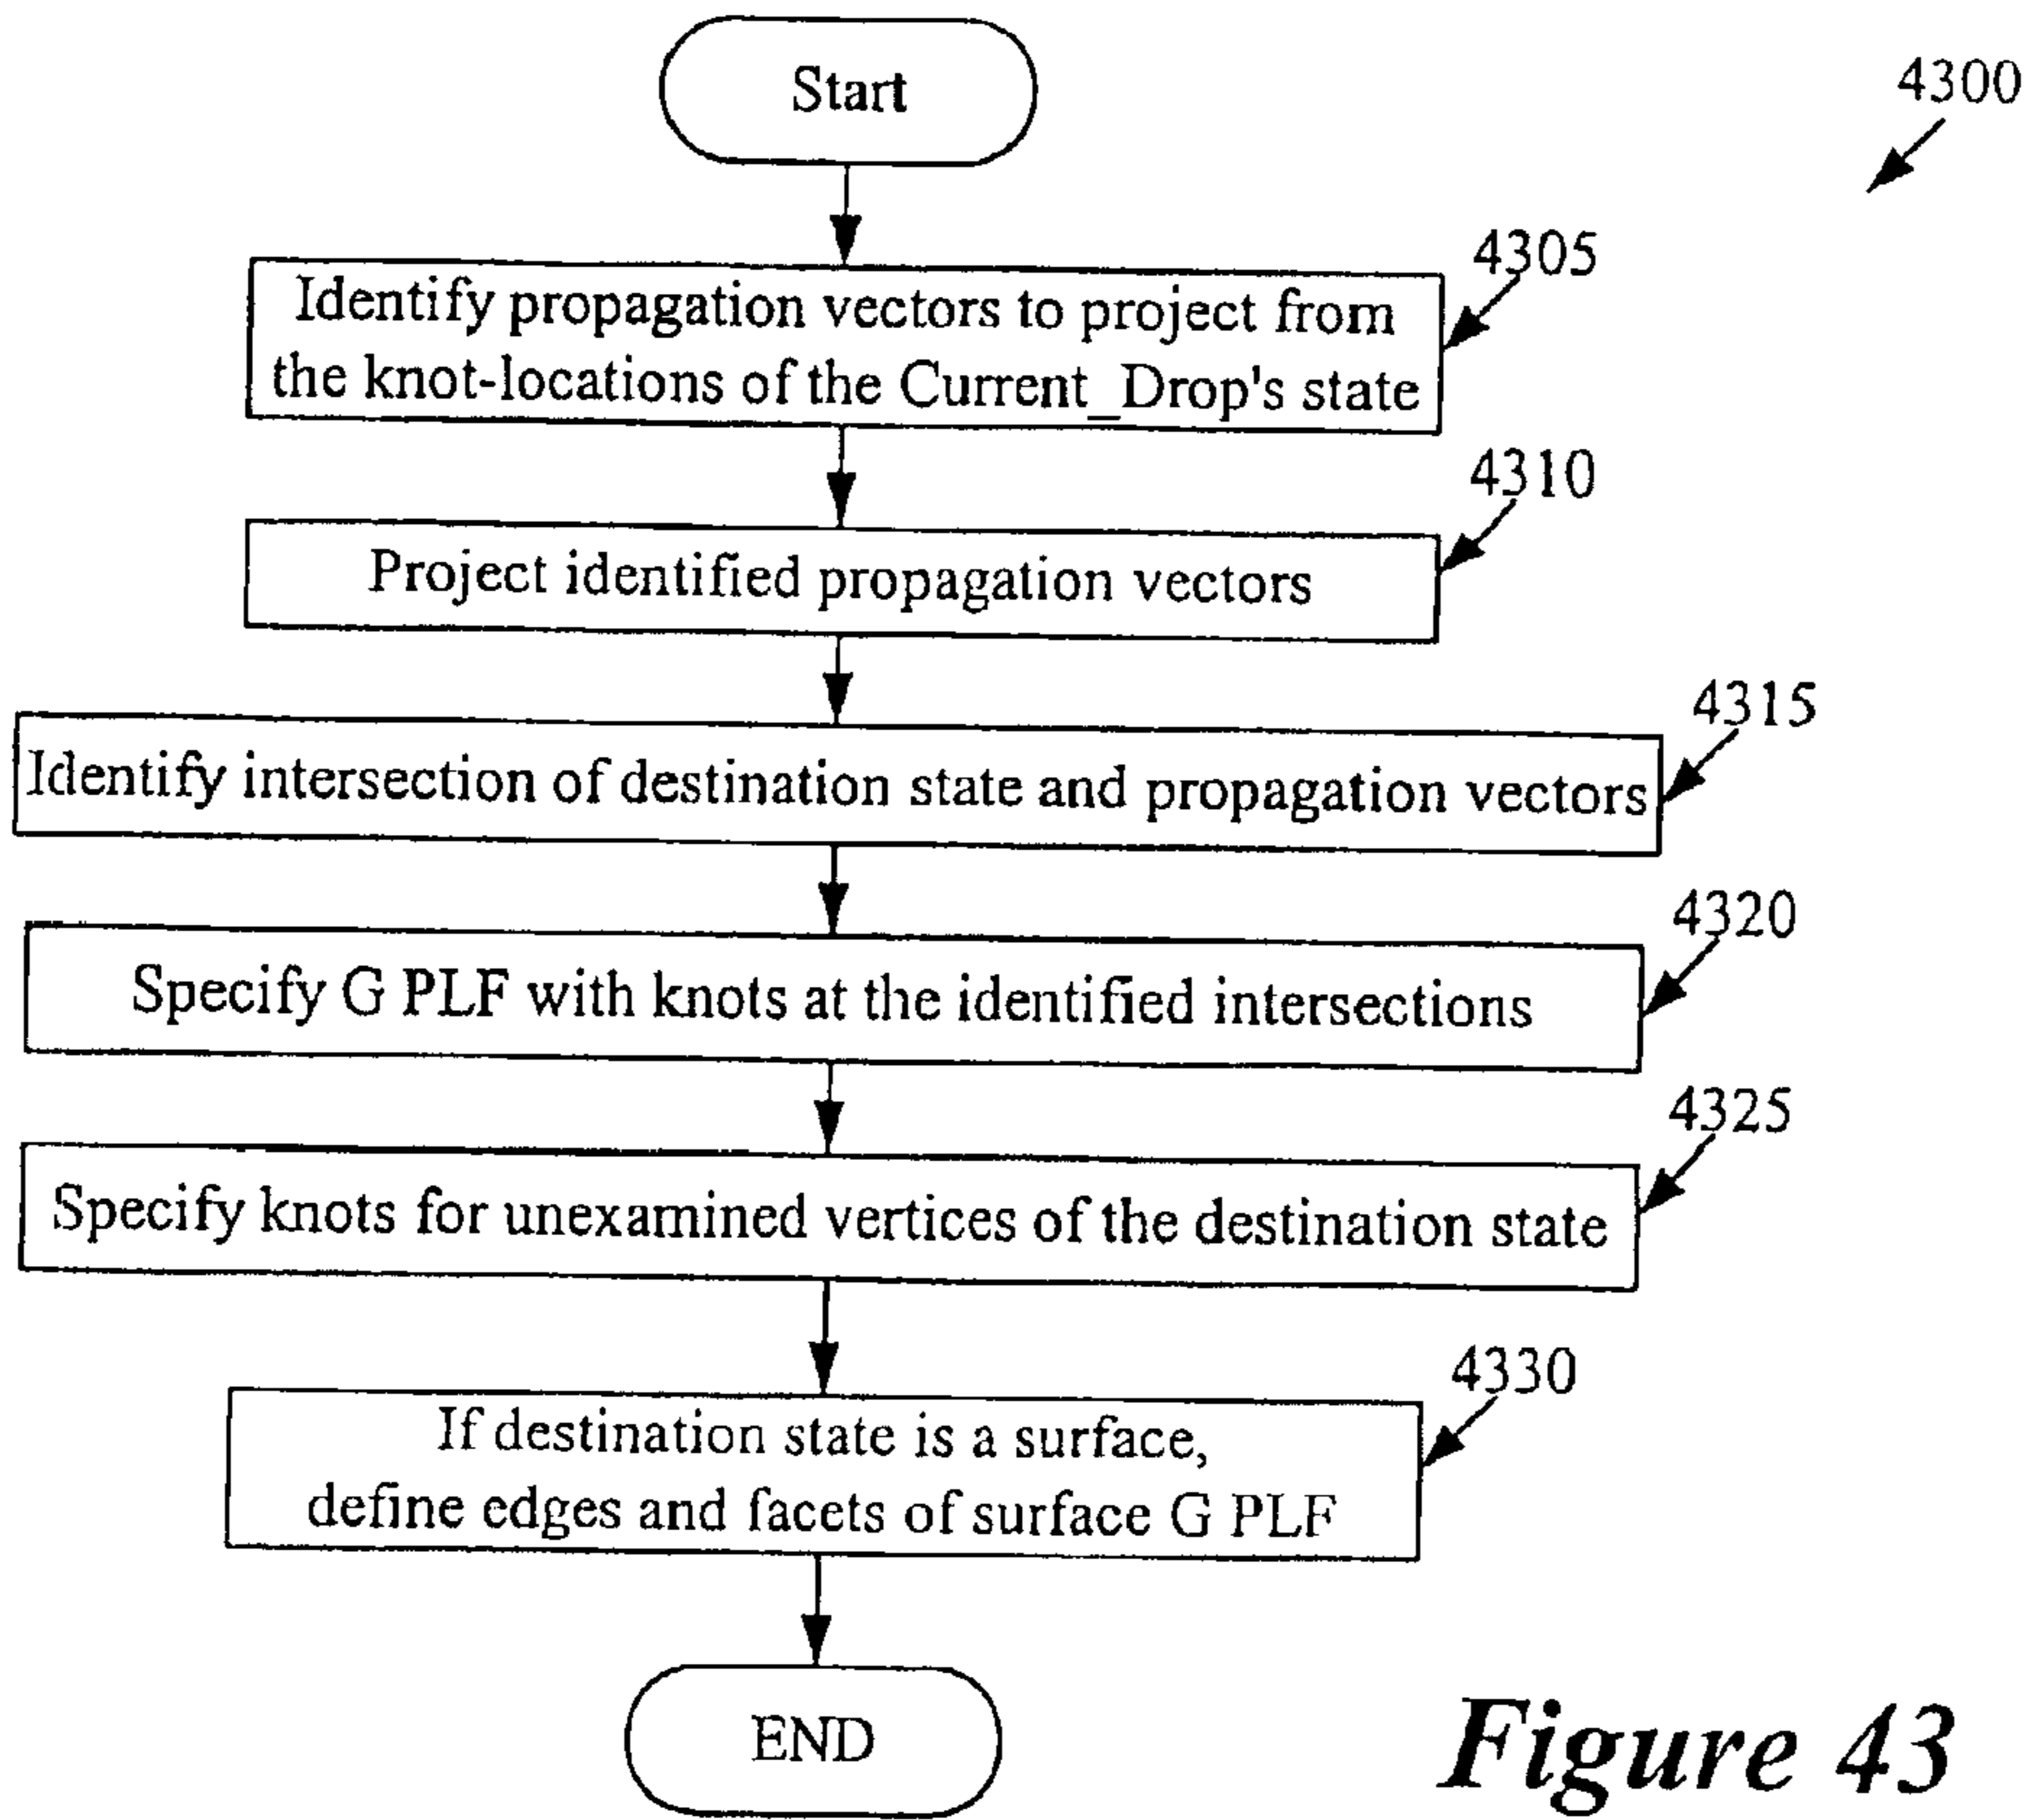 Start
4300
4305
Identify propagation vectors to project from
the knot-locations of the Current_Drop's state
4310
Project identified propagation vectors
4315
Identify intersection of destination state and propagation vectors
4320
Specify G PLF with knots at the identified intersections
4325
Specify knots for unexamined vertices of the destination state
4330
If destination state is a surface,
define edges and facets of surface G PLF
END
Figure 43